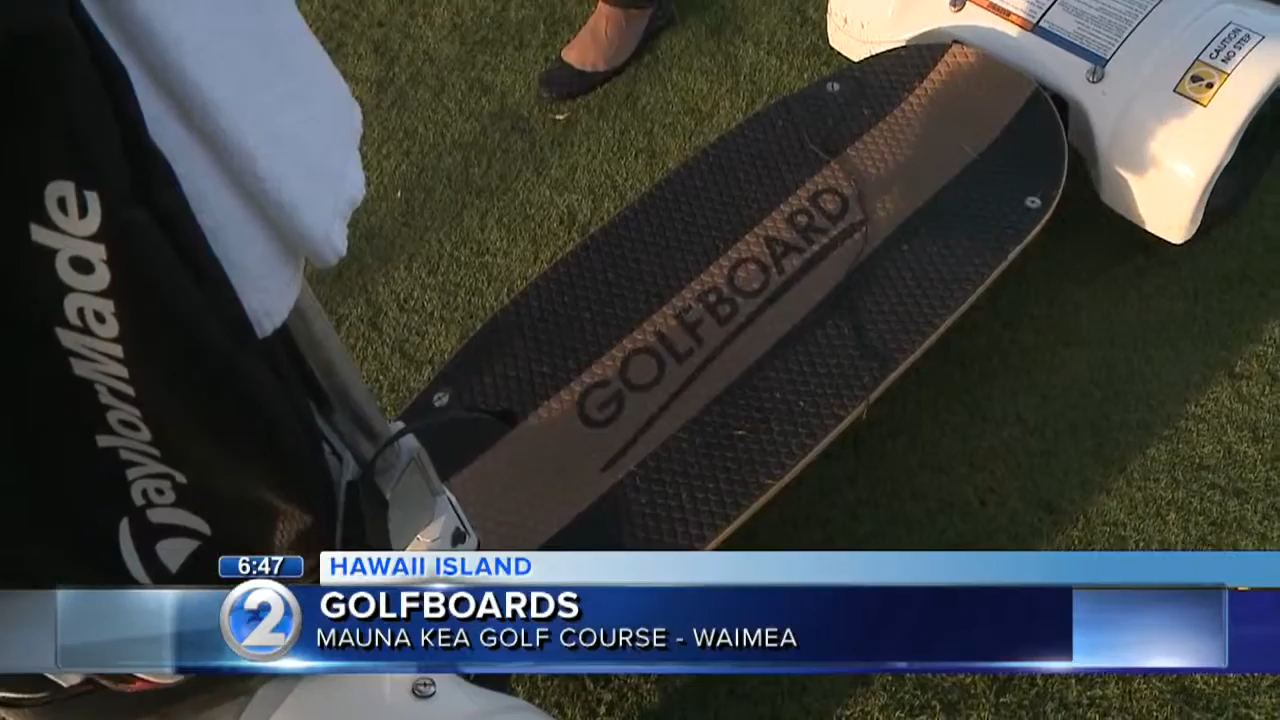 CAUTION
NO STEP
GOLFBOARD
TaylorMade
6:47
HAWAII ISLAND
2
GOLFBOARDS
MAUNA KEA GOLF COURSE - WAIMEA